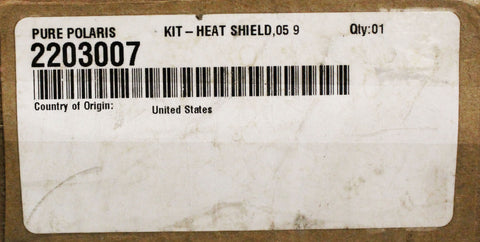 PURE POLARIS KIT-HEAT SHIELD,05 9 Qty:01
2203007
Country of Origin: United States